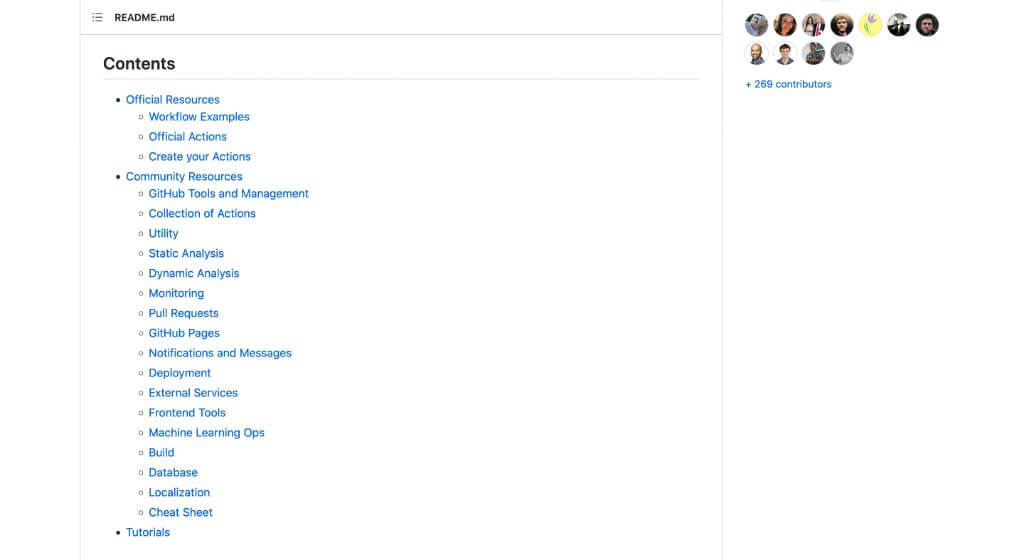 README.md
Contents
Official Resources
Workflow Examples
Official Actions
Create your Actions
Community Resources
GitHub Tools and Management
Collection of Actions
Utility
Static Analysis
Dynamic Analysis
Monitoring
Pull Requests
GitHub Pages
Notifications and Messages
Deployment
External Services
Frontend Tools
Machine Learning Ops
Build
Database
Localization
Cheat Sheet
Tutorials
+ 269 contributors